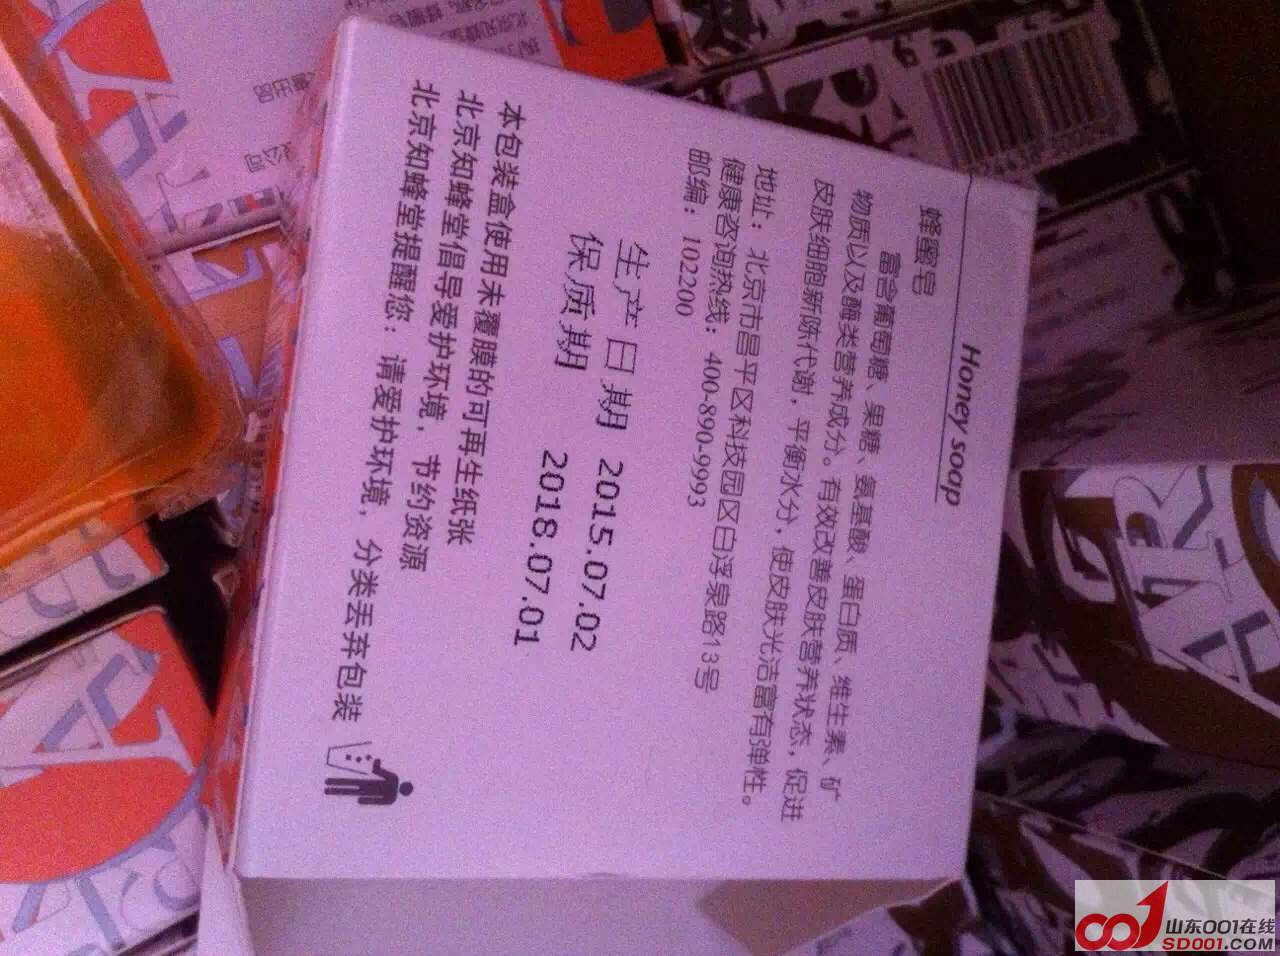 Honey soap
蜂蜜皂
富含葡萄糖、果糖、氨基酸、蛋白质、维生素、矿
物质以及酶类营养成分。有效改善皮肤营养状态，促进
皮肤细胞新陈代谢，平衡水分，使皮肤光洁富有弹性。
地址：北京市昌平区科技园区白浮泉路13号
健康咨询热线：400-890-9993
邮编：102200
生产日期 2015.07.02
保质期 2018.07.01
本包装盒使用未覆膜的可再生纸张
北京知蜂堂倡导爱护环境，节约资源
北京知蜂堂提醒您：请爱护环境，分类丢弃包装
山东001在线
SD001.COM